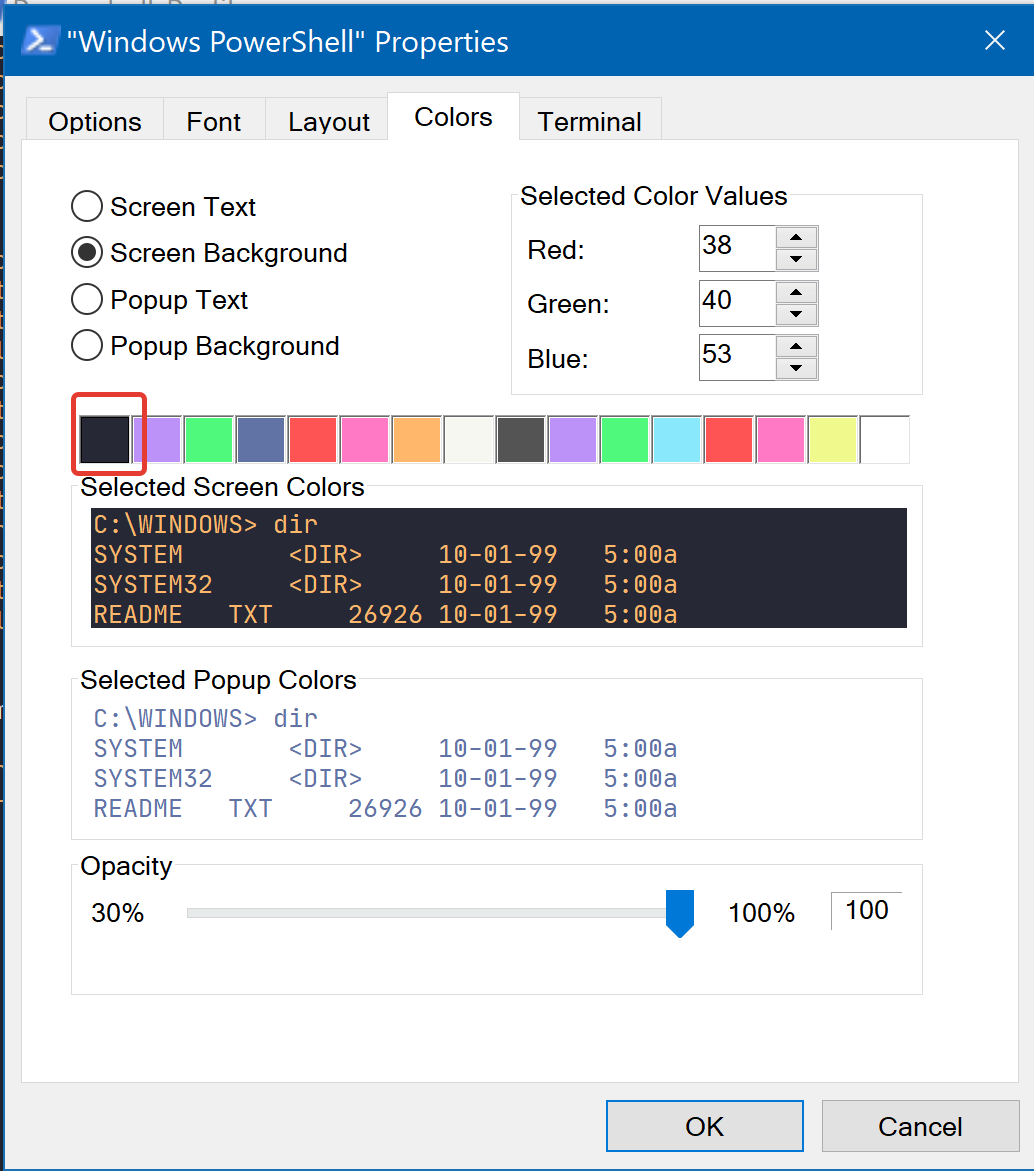 "Windows PowerShell" Properties
Options Font Layout Colors Terminal
Screen Text
Screen Background
Popup Text
Popup Background
Selected Color Values
Red: 38
Green: 40
Blue: 53
Selected Screen Colors
C:\WINDOWS> dir
SYSTEM <DIR> 10-01-99 5:00a
SYSTEM32 <DIR> 10-01-99 5:00a
README TXT 26926 10-01-99 5:00a
Selected Popup Colors
C:\WINDOWS> dir
SYSTEM <DIR> 10-01-99 5:00a
SYSTEM32 <DIR> 10-01-99 5:00a
README TXT 26926 10-01-99 5:00a
Opacity
30% 100% 100
OK Cancel